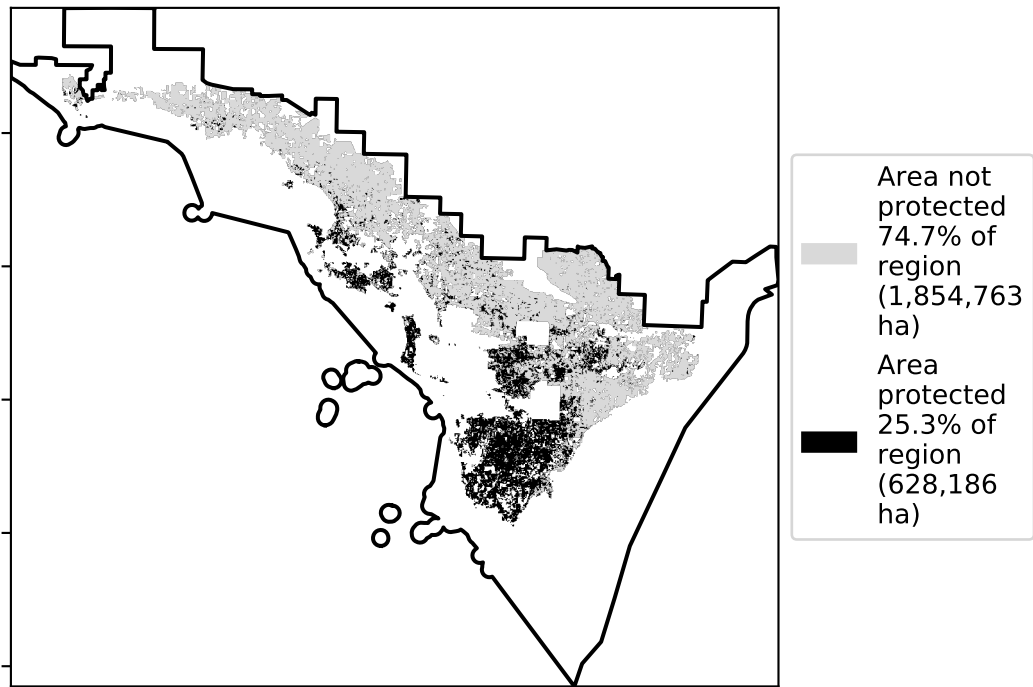 Area not
protected
74.7% of
region
(1,854,763
ha)
Area
protected
25.3% of
region
(628,186
ha)